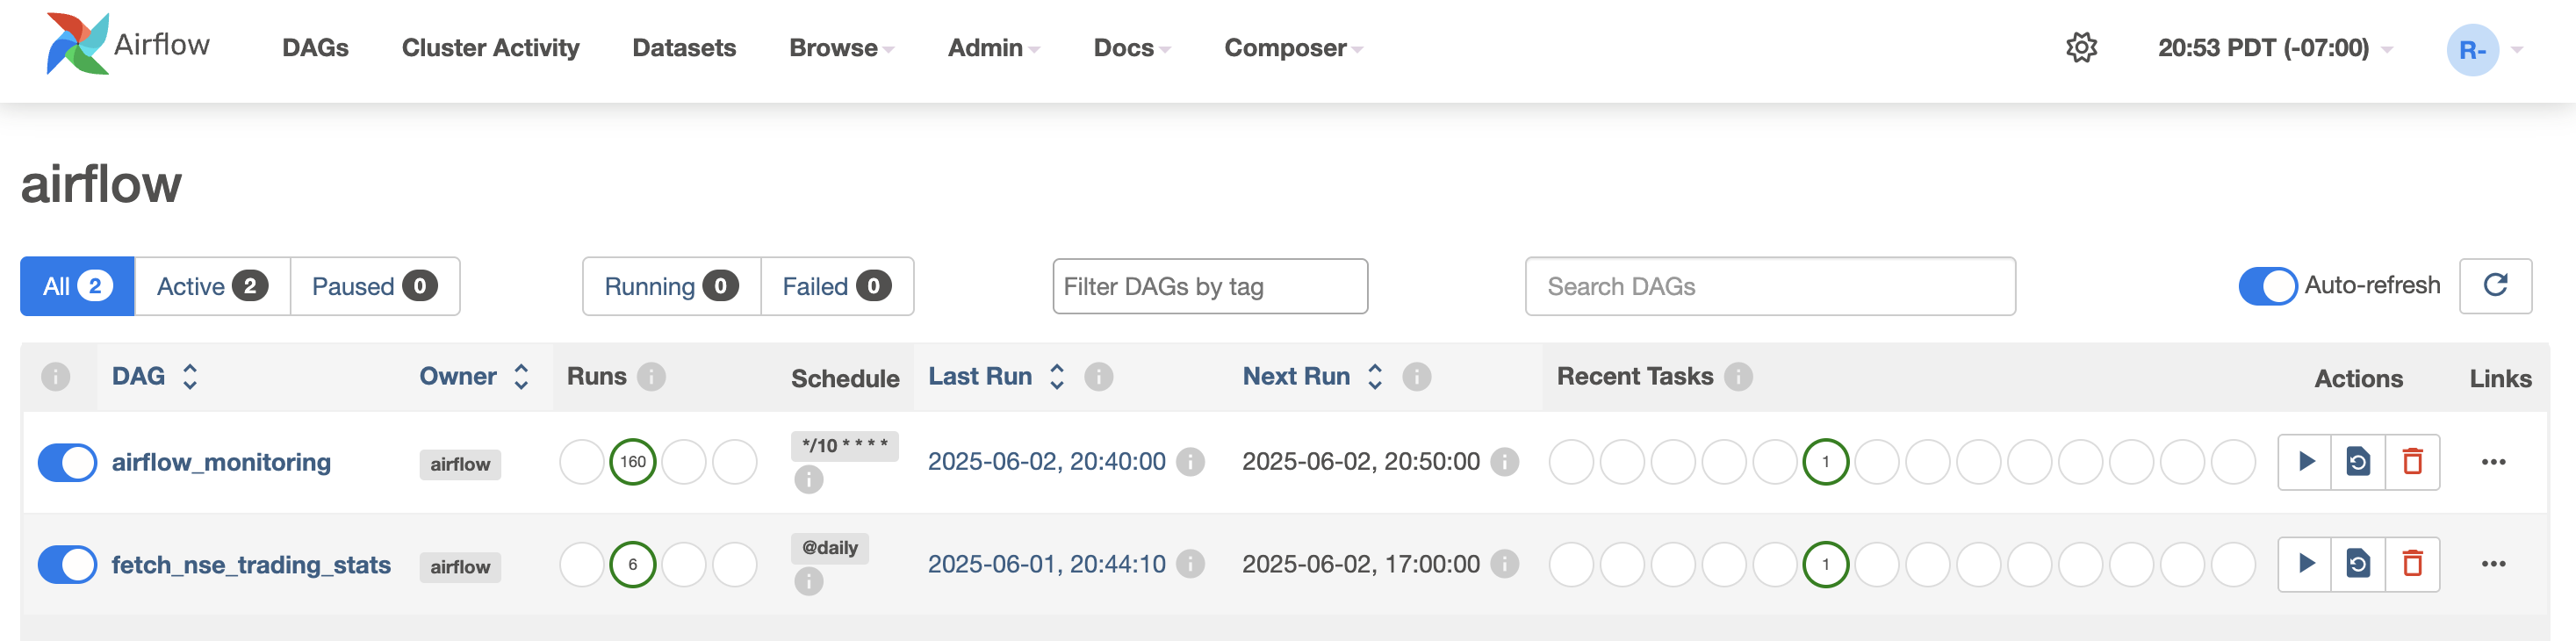 Airflow DAGs Cluster Activity Datasets Browse Admin Docs Composer 20:53 PDT (-07:00) R-
airflow
All 2 Active 2 Paused 0 Running 0 Failed 0 Filter DAGs by tag Search DAGs Auto-refresh
i DAG Owner Runs i Schedule Last Run i Next Run i Recent Tasks i Actions Links
airflow_monitoring airflow 160 */10 * * * * i 2025-06-02, 20:40:00 i 2025-06-02, 20:50:00 i 1
fetch_nse_trading_stats airflow 6 @daily i 2025-06-01, 20:44:10 i 2025-06-02, 17:00:00 i 1